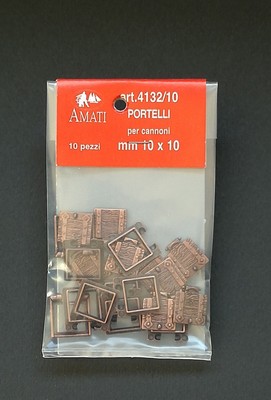 art.4132/10
AMATI
PORTELLI
per cannoni
10 pezzi
mm 10 x 10